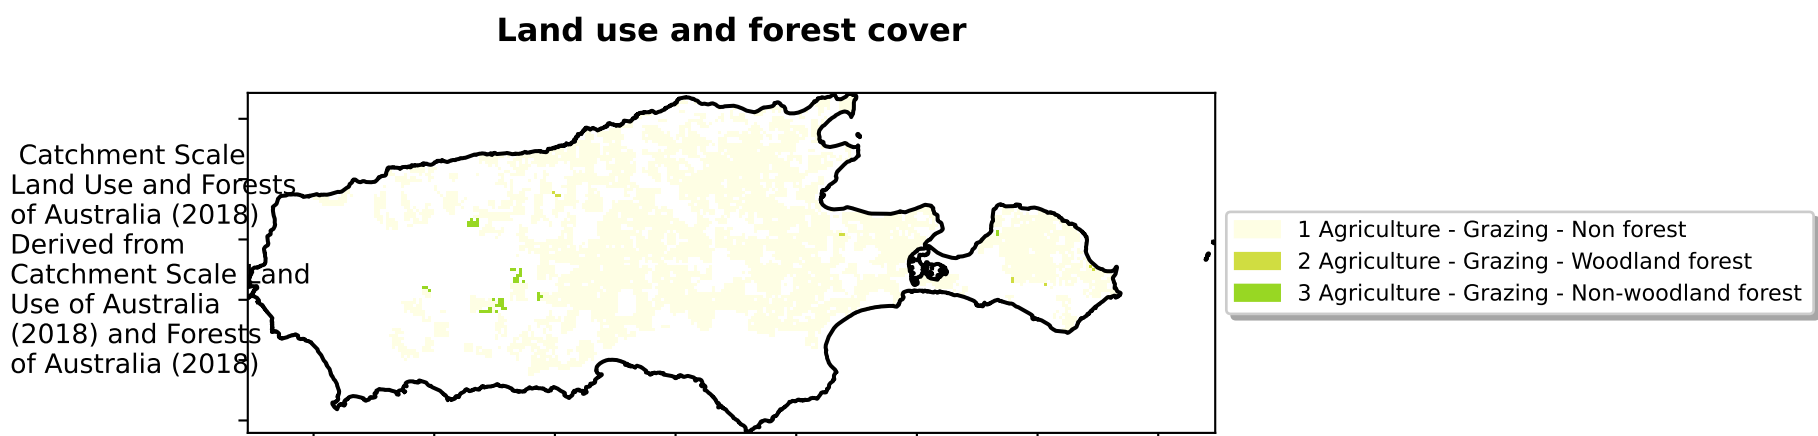 Land use and forest cover
Catchment Scale
Land Use and Forests
of Australia (2018)
Derived from
Catchment Scale Land
Use of Australia
(2018) and Forests
of Australia (2018)
1 Agriculture - Grazing - Non forest
2 Agriculture - Grazing - Woodland forest
3 Agriculture - Grazing - Non-woodland forest